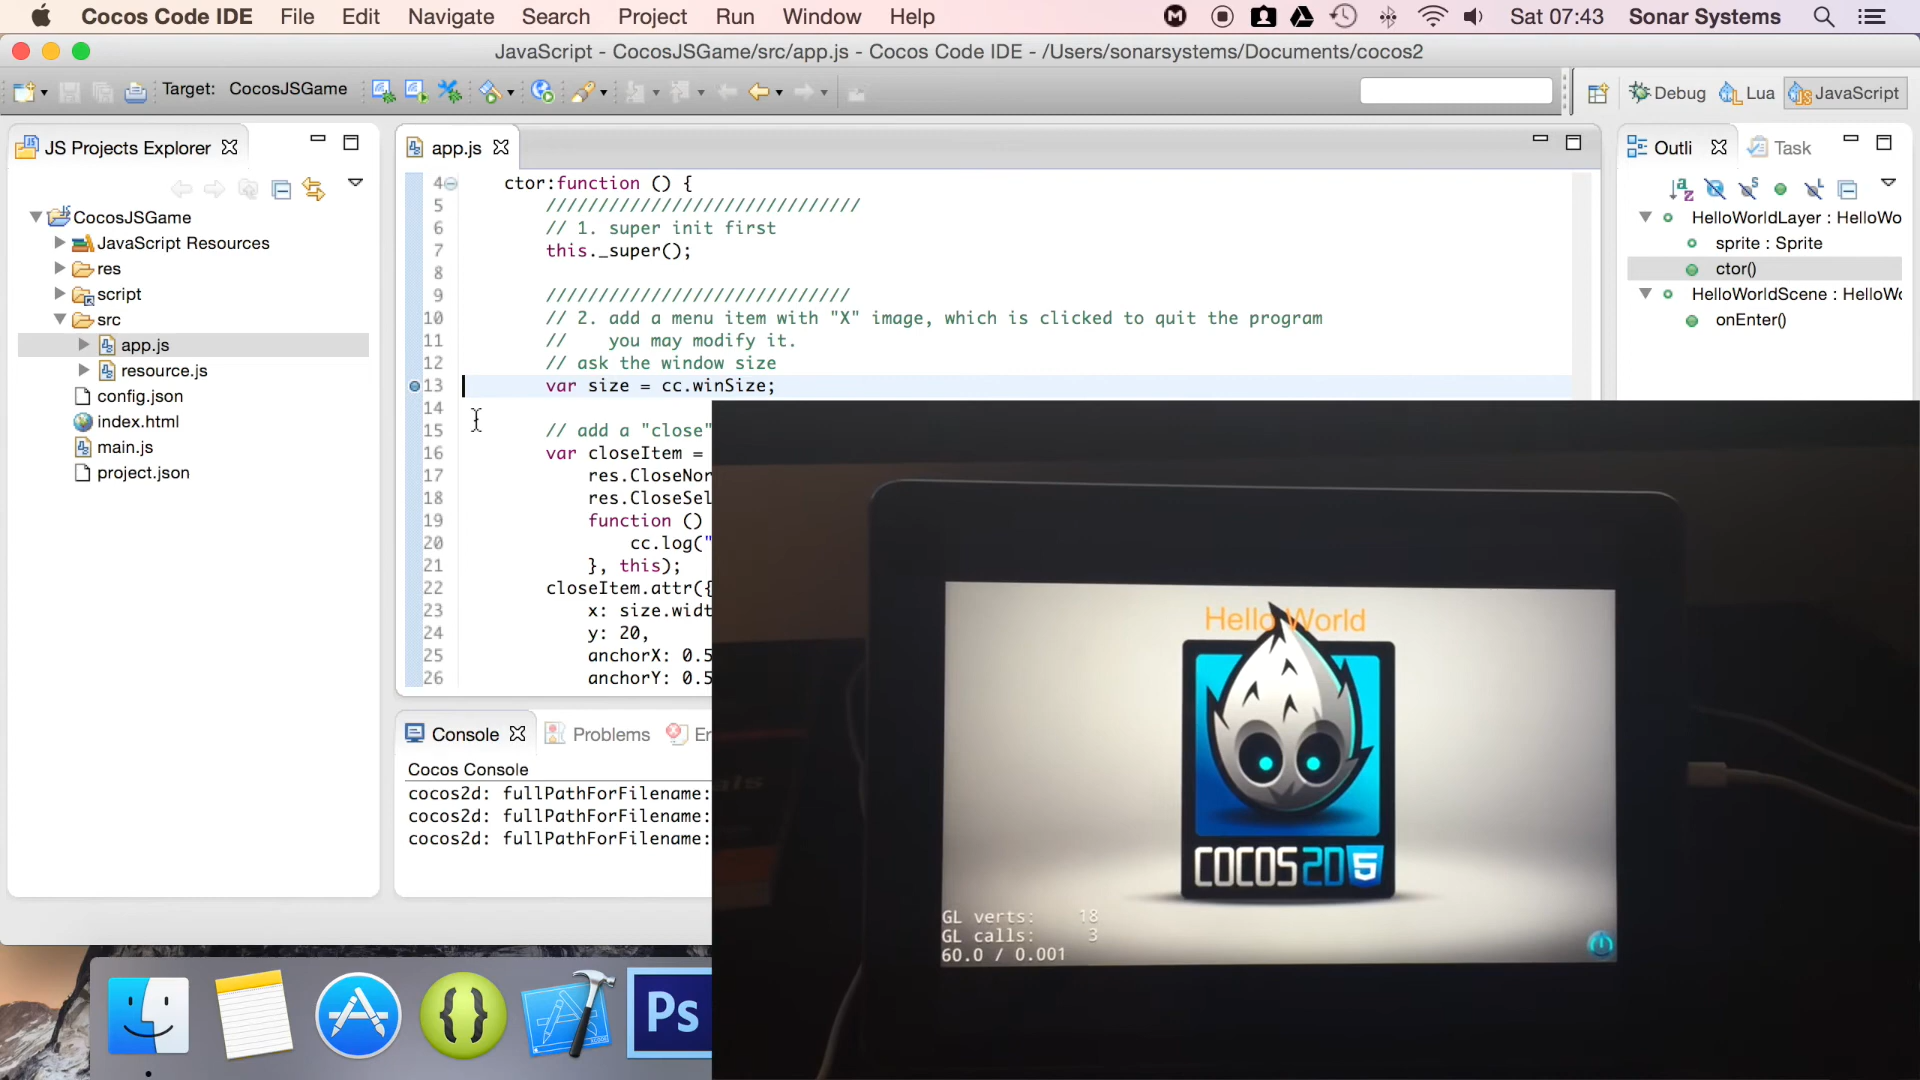 Cocos Code IDE File Edit Navigate Search Project Run Window Help Sat 07:43 Sonar Systems
JavaScript - CocosJSGame/src/app.js - Cocos Code IDE - /Users/sonarsystems/Documents/cocos2
Target: CocosJSGame
Debug Lua JavaScript
JS Projects Explorer
CocosJSGame
JavaScript Resources
res
script
src
app.js
resource.js
config.json
index.html
main.js
project.json
app.js
4 ctor:function () {
5 //////////////////////////////
6 // 1. super init first
7 this._super();
8
9 /////////////////////////////
10 // 2. add a menu item with "X" image, which is clicked to quit the program
11 // you may modify it.
12 // ask the window size
13 var size = cc.winSize;
14
15 // add a "close"
16 var closeItem =
17 res.CloseNor
18 res.CloseSel
19 function ()
20 cc.log("
21 }, this);
22 closeItem.attr({
23 x: size.widt
24 y: 20,
25 anchorX: 0.5
26 anchorY: 0.5
Console Problems Er
Cocos Console
cocos2d: fullPathForFilename:
cocos2d: fullPathForFilename:
cocos2d: fullPathForFilename:
Outli Task
HelloWorldLayer : HelloWo
sprite : Sprite
ctor()
HelloWorldScene : HelloWo
onEnter()
Hello World
COCOS2D 5
GL verts: 18
GL calls: 3
60.0 / 0.001
Ps